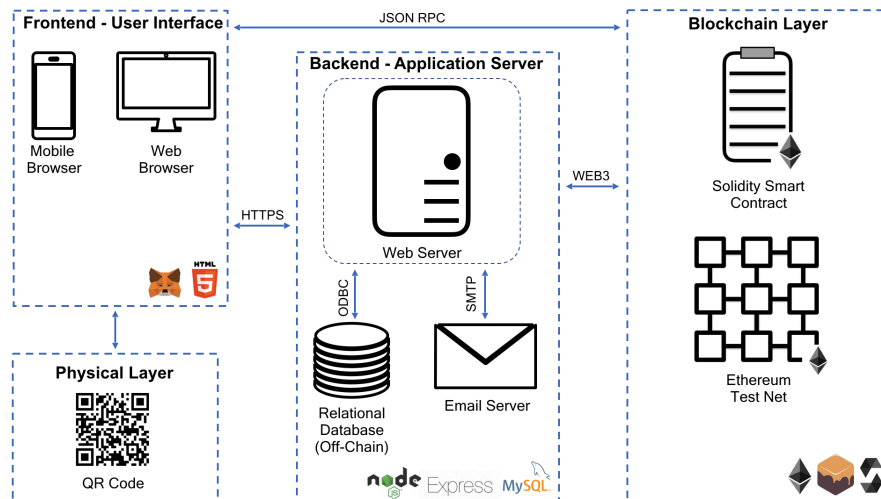 Frontend - User Interface
Mobile
Browser
Web
Browser
HTML
5
JSON RPC
HTTPS
Physical Layer
QR Code
Backend - Application Server
Web Server
ODBC
SMTP
Relational
Database
(Off-Chain)
Email Server
node
JS
Express
MySQL
WEB3
Blockchain Layer
Solidity Smart
Contract
Ethereum
Test Net